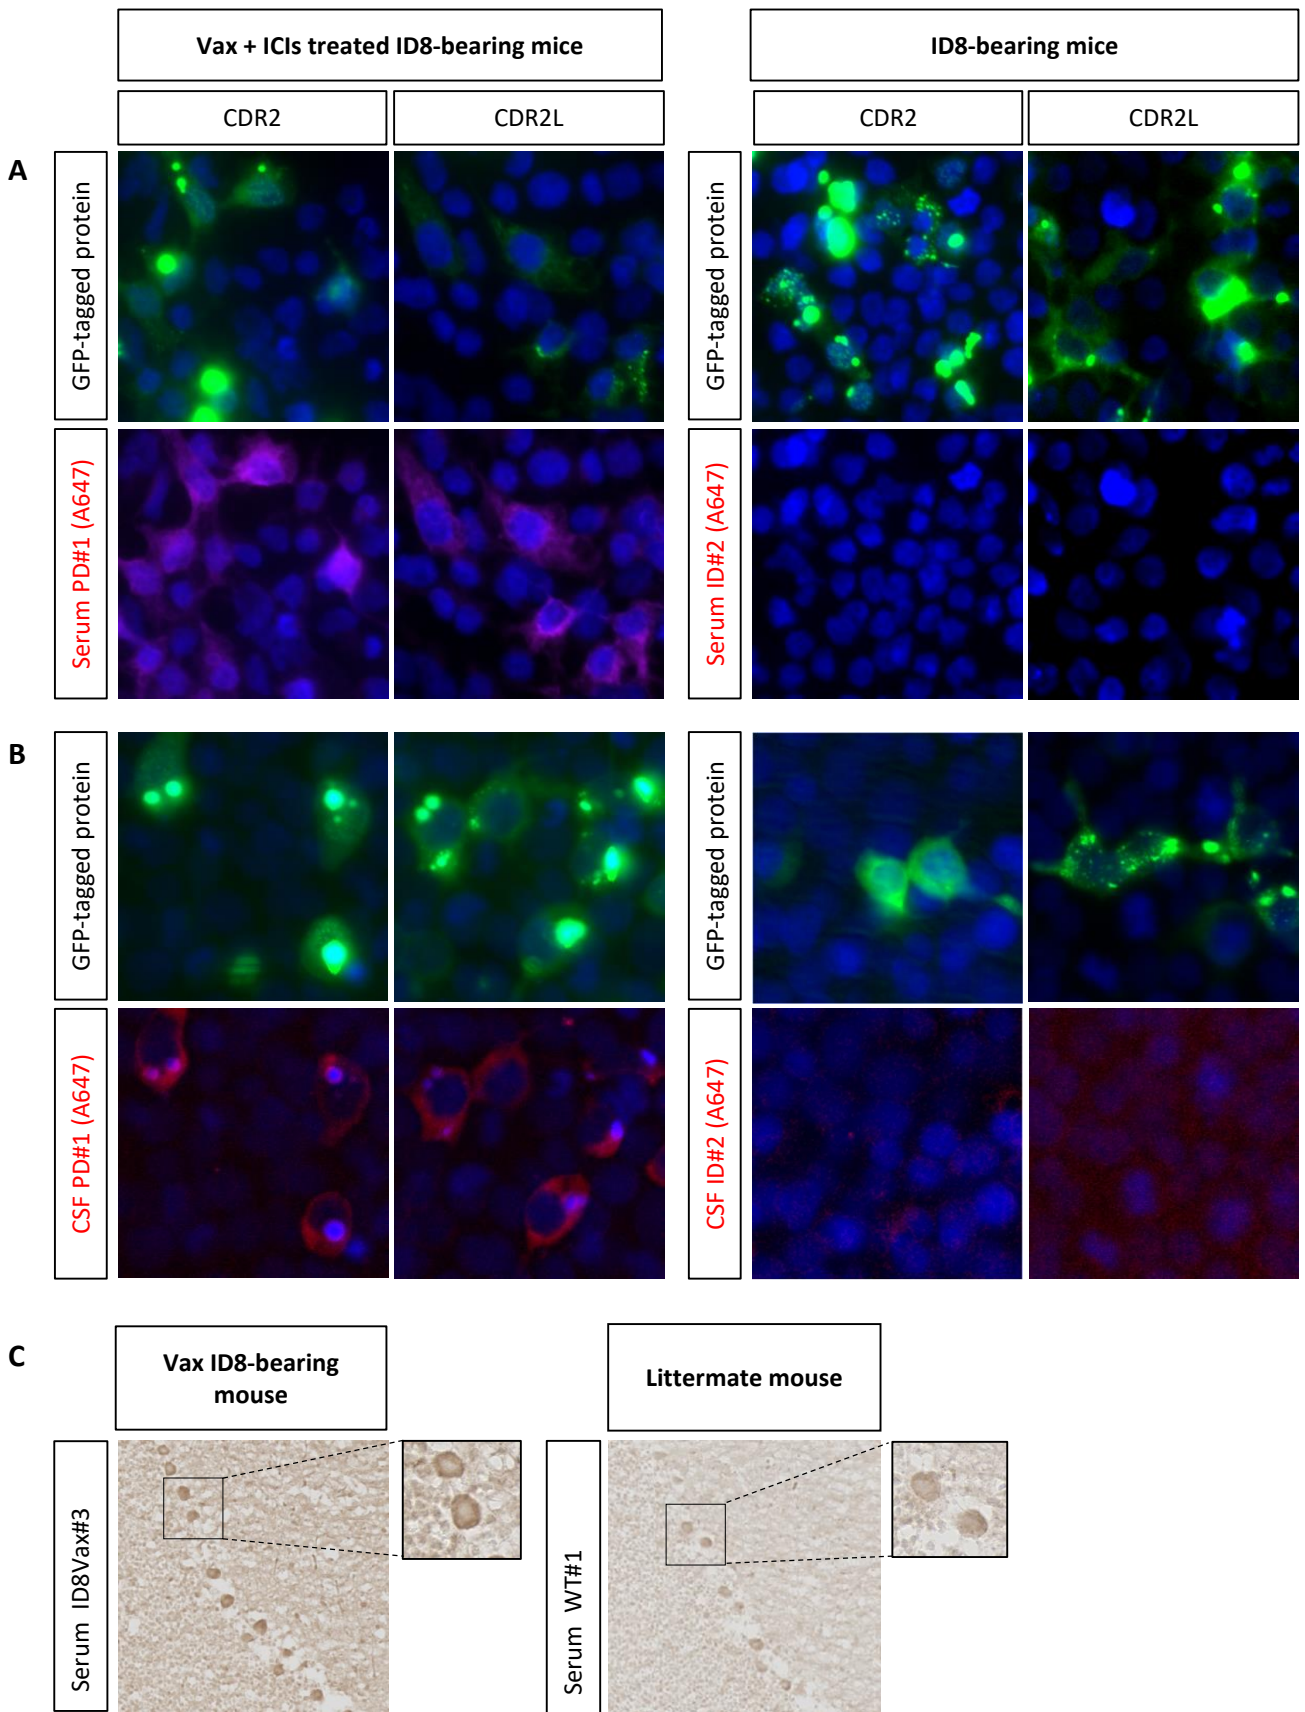 Vax + ICIs treated ID8-bearing mice
ID8-bearing mice
CDR2
CDR2L
CDR2
CDR2L
A
GFP-tagged protein
GFP-tagged protein
Serum PD#1 (A647)
Serum ID#2 (A647)
B
GFP-tagged protein
GFP-tagged protein
CSF PD#1 (A647)
CSF ID#2 (A647)
C
Vax ID8-bearing
mouse
Littermate mouse
Serum ID8Vax#3
Serum WT#1